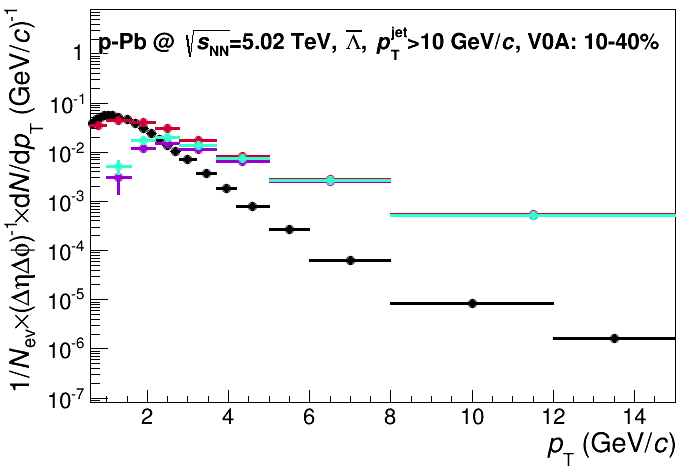 p-Pb @ √sNN=5.02 TeV, Λ̅, pTjet>10 GeV/c, V0A: 10-40%
1/Nev×(ΔηΔφ)-1×dN/dpT (GeV/c)-1
1
10-1
10-2
10-3
10-4
10-5
10-6
10-7
2 4 6 8 10 12 14
pT (GeV/c)